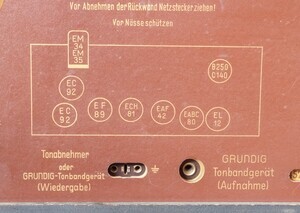 Vor Abnehmen der Rückwand Netzstecker ziehen!
Vor Nässe schützen
EM
34
EM
35
B250
C140
EC
92
EC
92
EF
89
ECH
81
EAF
42
EABC
80
EL
12
Tonabnehmer
oder
GRUNDIG-Tonbandgerät
(Wiedergabe)
GRUNDIG
Tonbandgerät
(Aufnahme)